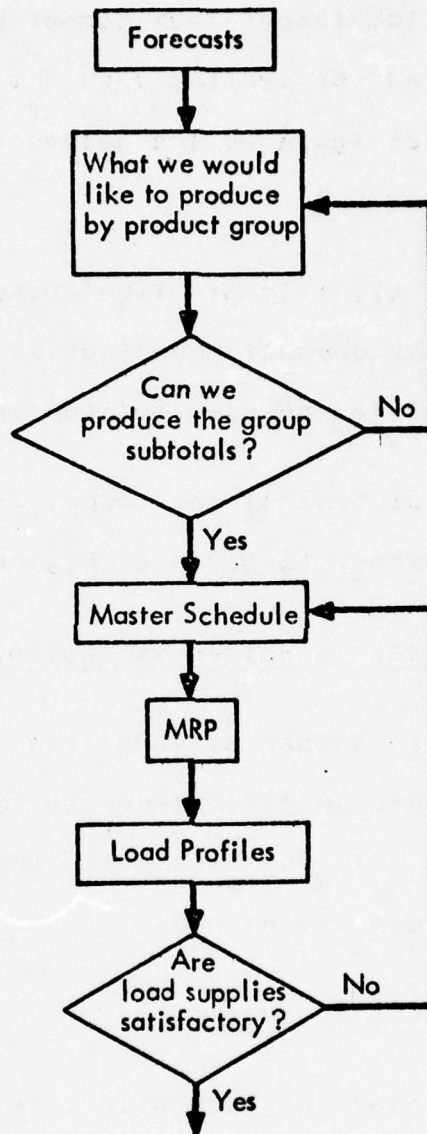 Forecasts
What we would
like to produce
by product group
Can we
produce the group
subtotals?
No
Yes
Master Schedule
MRP
Load Profiles
Are
load supplies
satisfactory?
No
Yes